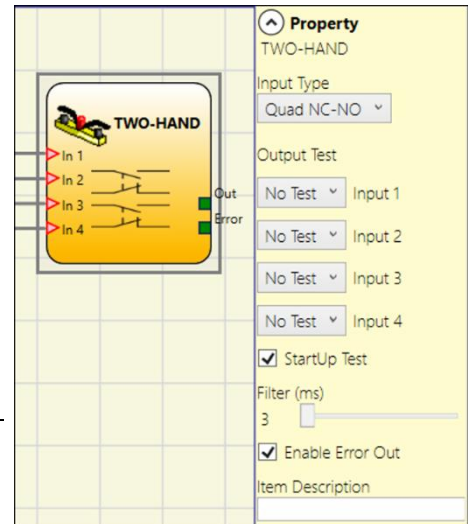 TWO-HAND
In 1
In 2
In 3
In 4
Out
Error
Property
TWO-HAND
Input Type
Quad NC-NO
Output Test
No Test Input 1
No Test Input 2
No Test Input 3
No Test Input 4
StartUp Test
Filter (ms)
3
Enable Error Out
Item Description